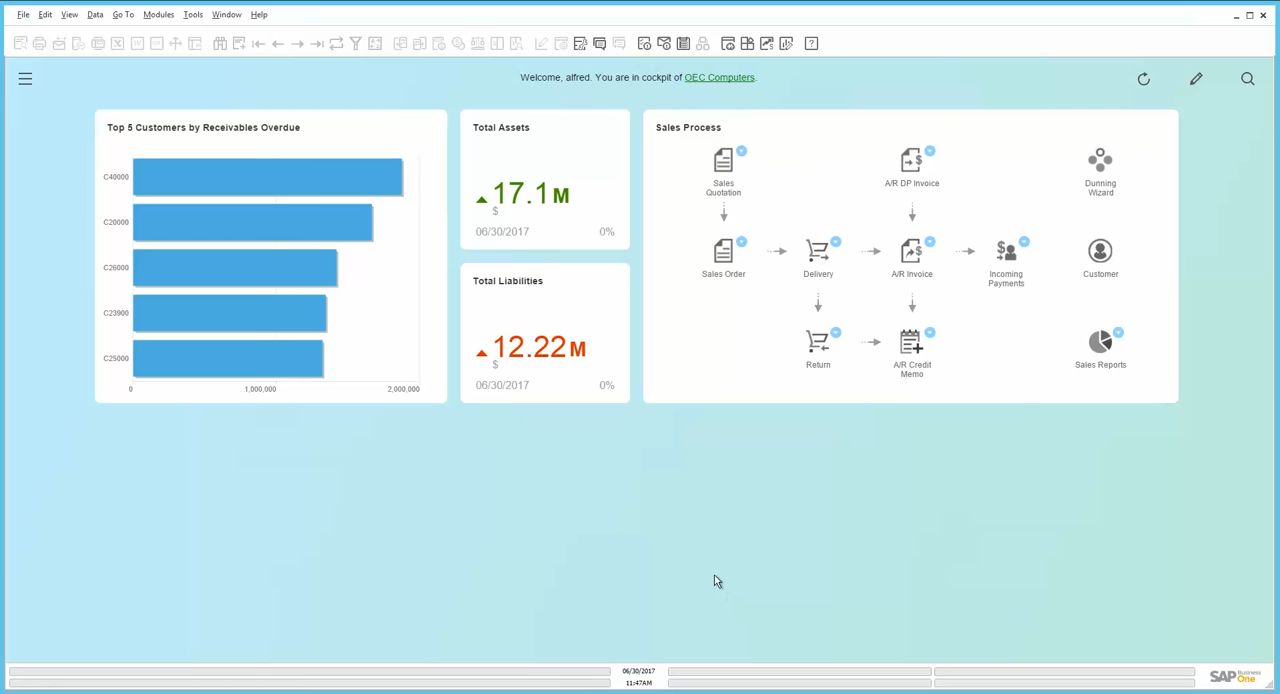 File Edit View Data Go To Modules Tools Window Help
Welcome, alfred. You are in cockpit of OEC Computers.
Top 5 Customers by Receivables Overdue
C40000
C20000
C26000
C23900
C25000
0 1,000,000 2,000,000
Total Assets
17.1 M
$
06/30/2017 0%
Total Liabilities
12.22 M
$
06/30/2017 0%
Sales Process
Sales
Quotation
A/R DP Invoice
Dunning
Wizard
Sales Order
Delivery
A/R Invoice
Incoming
Payments
Customer
Return
A/R Credit
Memo
Sales Reports
06/30/2017
11:47AM
SAP Business
One